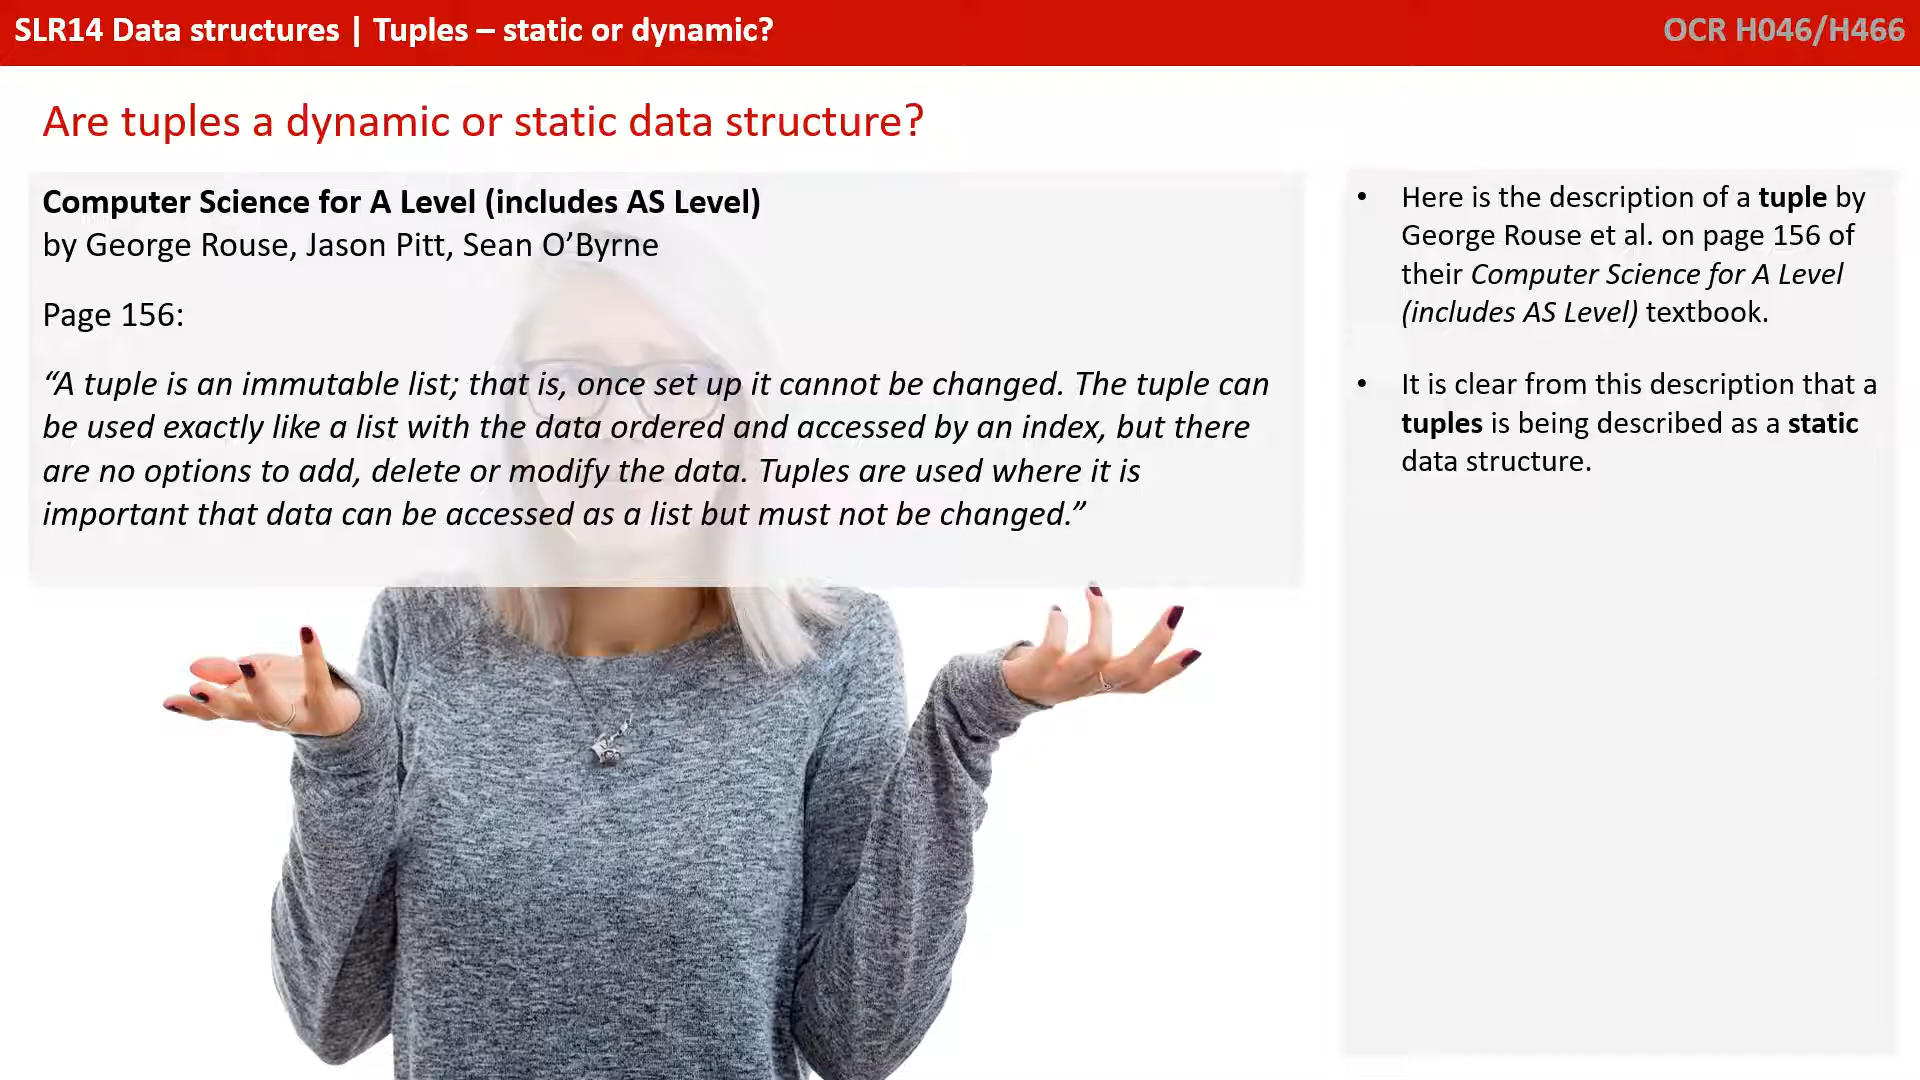 SLR14 Data structures | Tuples – static or dynamic?
OCR H046/H466
Are tuples a dynamic or static data structure?
Computer Science for A Level (includes AS Level)
by George Rouse, Jason Pitt, Sean O’Byrne
Page 156:
“A tuple is an immutable list; that is, once set up it cannot be changed. The tuple can
be used exactly like a list with the data ordered and accessed by an index, but there
are no options to add, delete or modify the data. Tuples are used where it is
important that data can be accessed as a list but must not be changed.”
• Here is the description of a tuple by
George Rouse et al. on page 156 of
their Computer Science for A Level
(includes AS Level) textbook.
• It is clear from this description that a
tuples is being described as a static
data structure.